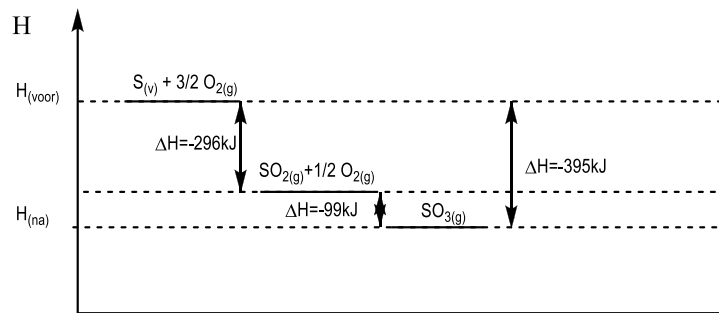 H
S(v) + 3/2 O2(g)
H(voor)
ΔH=-296kJ
ΔH=-395kJ
SO2(g)+1/2 O2(g)
ΔH=-99kJ
SO3(g)
H(na)